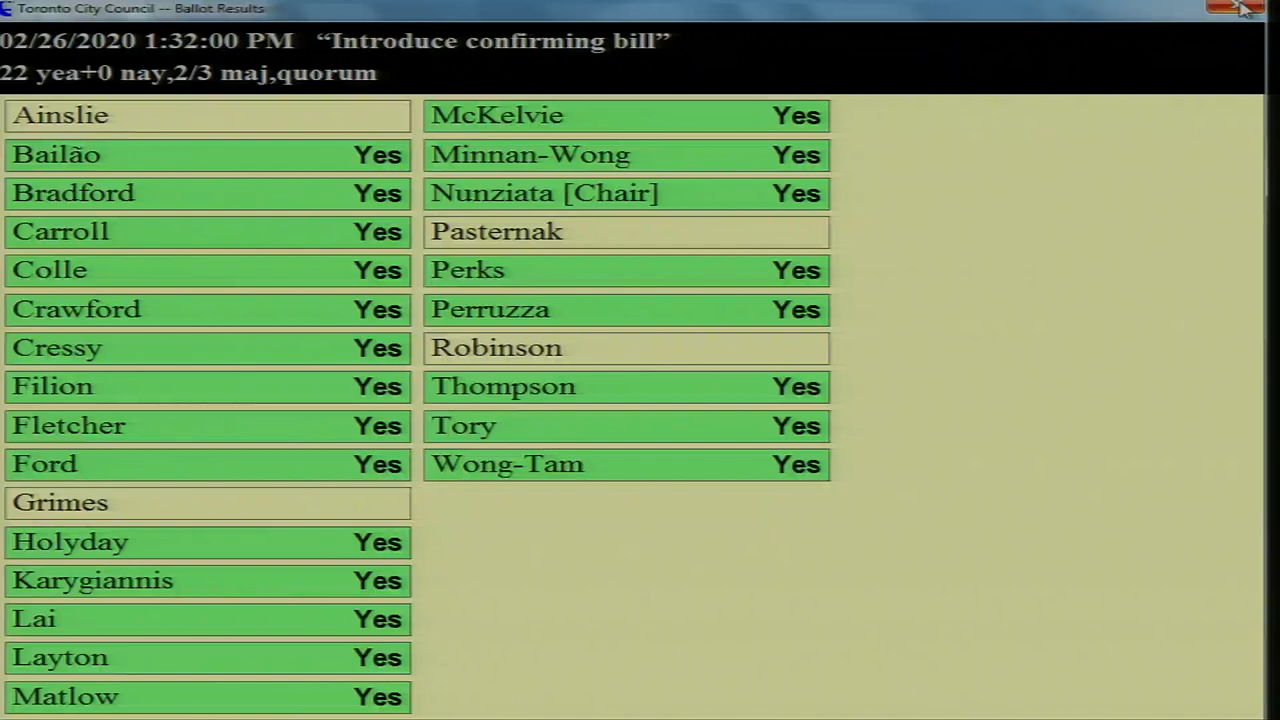 Toronto City Council -- Ballot Results
02/26/2020 1:32:00 PM “Introduce confirming bill”
22 yea+0 nay,2/3 maj,quorum
Ainslie
Bailão Yes
Bradford Yes
Carroll Yes
Colle Yes
Crawford Yes
Cressy Yes
Filion Yes
Fletcher Yes
Ford Yes
Grimes
Holyday Yes
Karygiannis Yes
Lai Yes
Layton Yes
Matlow Yes
McKelvie Yes
Minnan-Wong Yes
Nunziata [Chair] Yes
Pasternak
Perks Yes
Perruzza Yes
Robinson
Thompson Yes
Tory Yes
Wong-Tam Yes